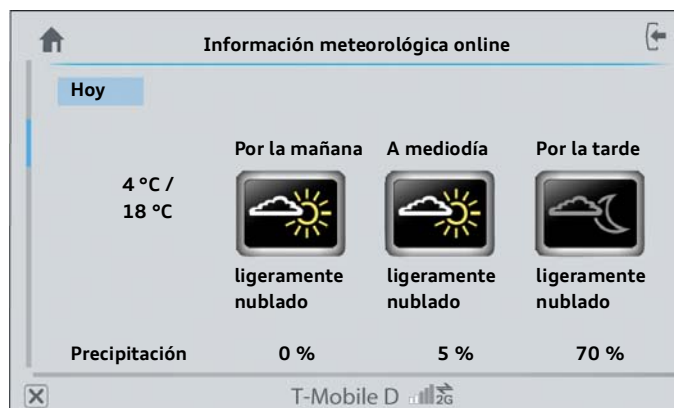 Información meteorológica online
Hoy
Por la mañana A mediodía Por la tarde
4 °C /
18 °C
ligeramente ligeramente ligeramente
nublado nublado nublado
Precipitación 0 % 5 % 70 %
T-Mobile D 2G